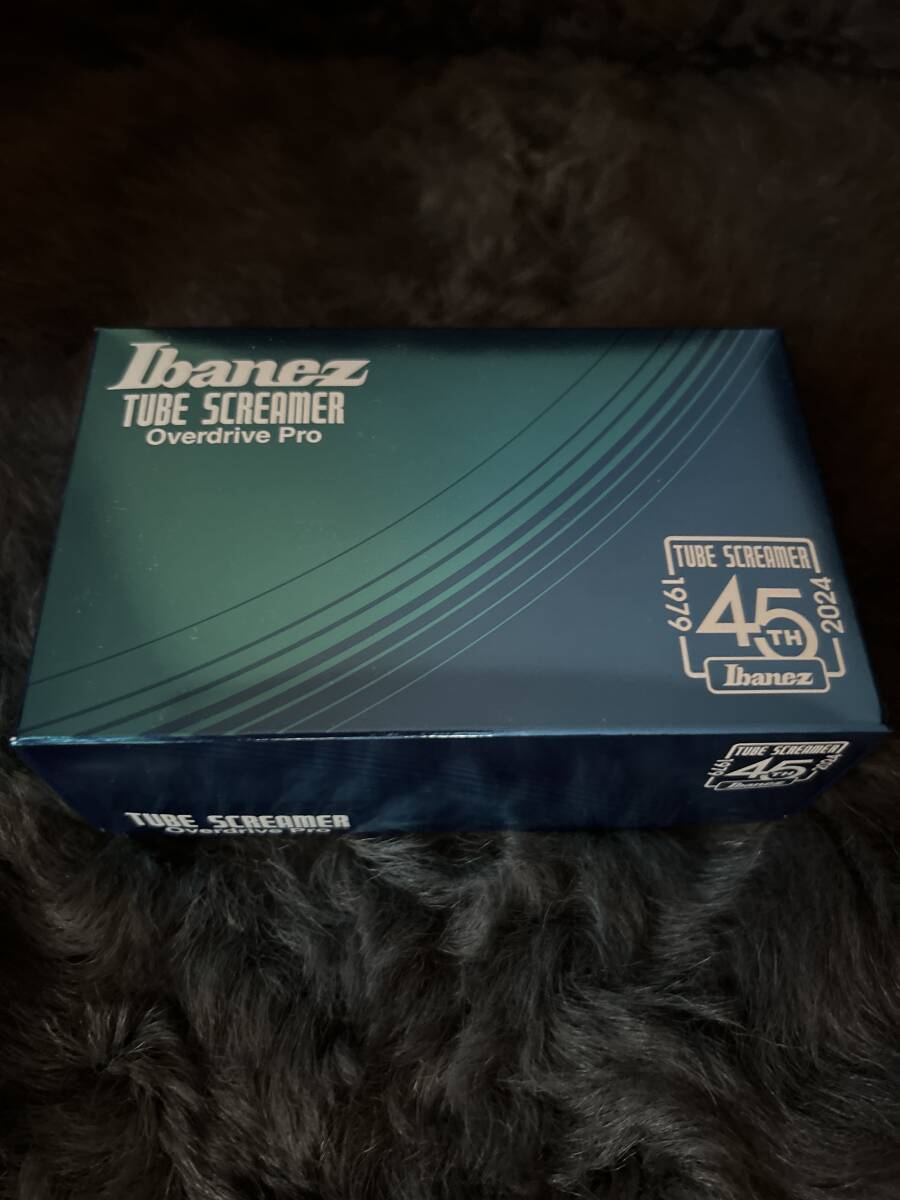 Ibanez
TUBE SCREAMER
Overdrive Pro
TUBE SCREAMER
1979
45TH
2024
Ibanez
TUBE SCREAMER
1979
45TH
2024
Ibanez
TUBE SCREAMER
Overdrive Pro